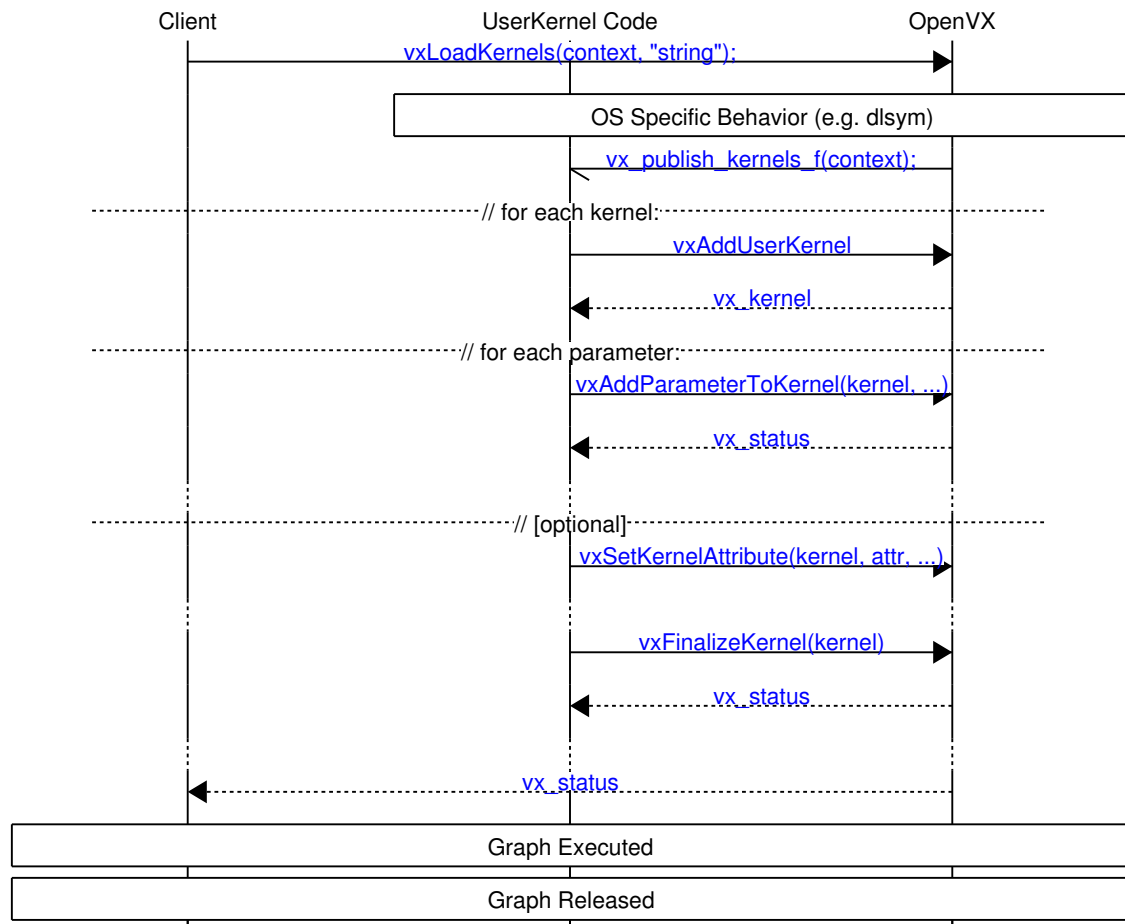 Client UserKernel Code OpenVX
vxLoadKernels(context, "string");
OS Specific Behavior (e.g. dlsym)
vx_publish_kernels_f(context);
// for each kernel:
vxAddUserKernel
vx_kernel
// for each parameter:
vxAddParameterToKernel(kernel, ...)
vx_status
// [optional]
vxSetKernelAttribute(kernel, attr, ...)
vxFinalizeKernel(kernel)
vx_status
vx_status
Graph Executed
Graph Released